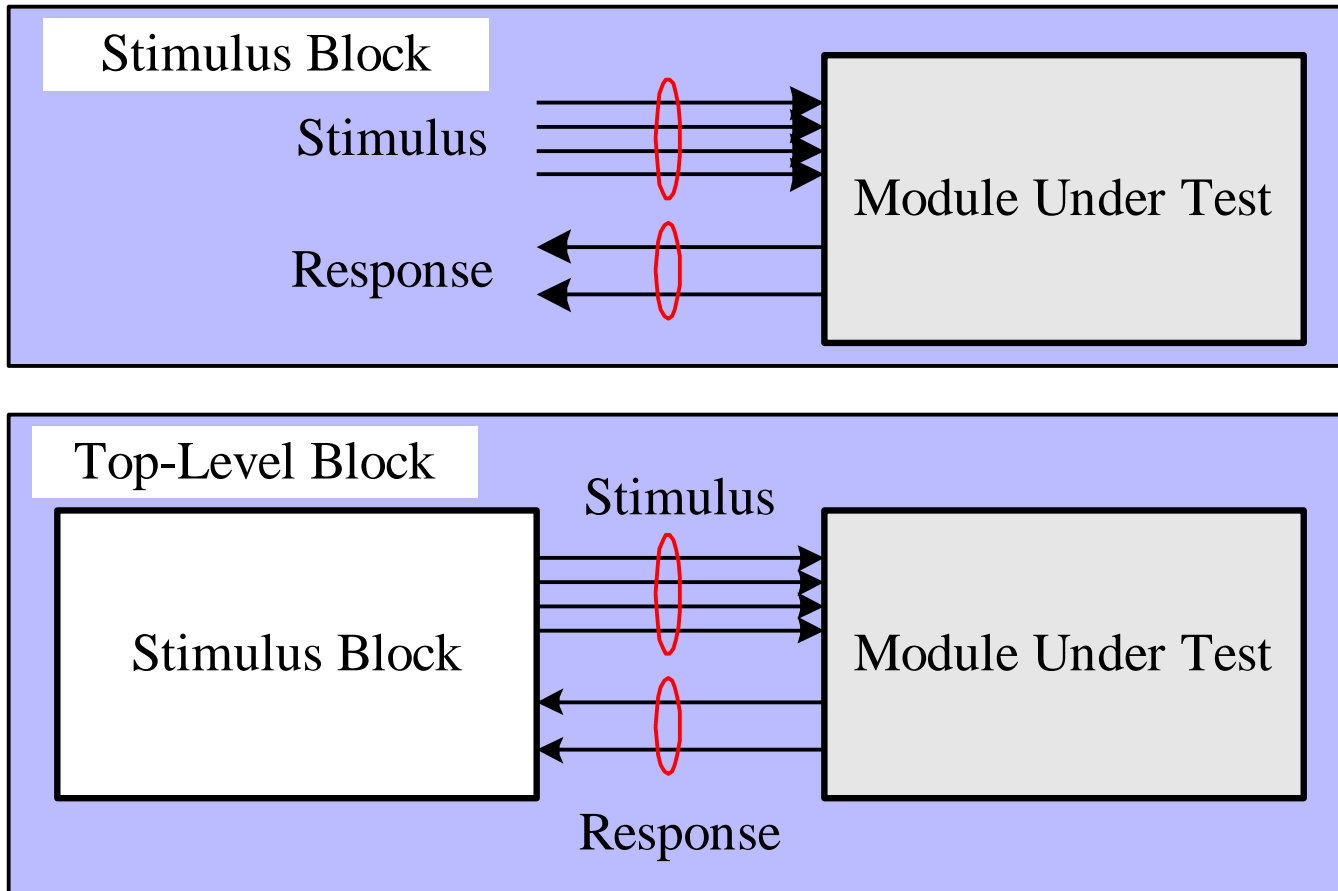 Stimulus Block
Stimulus
Module Under Test
Response
Top-Level Block
Stimulus
Stimulus Block
Module Under Test
Response